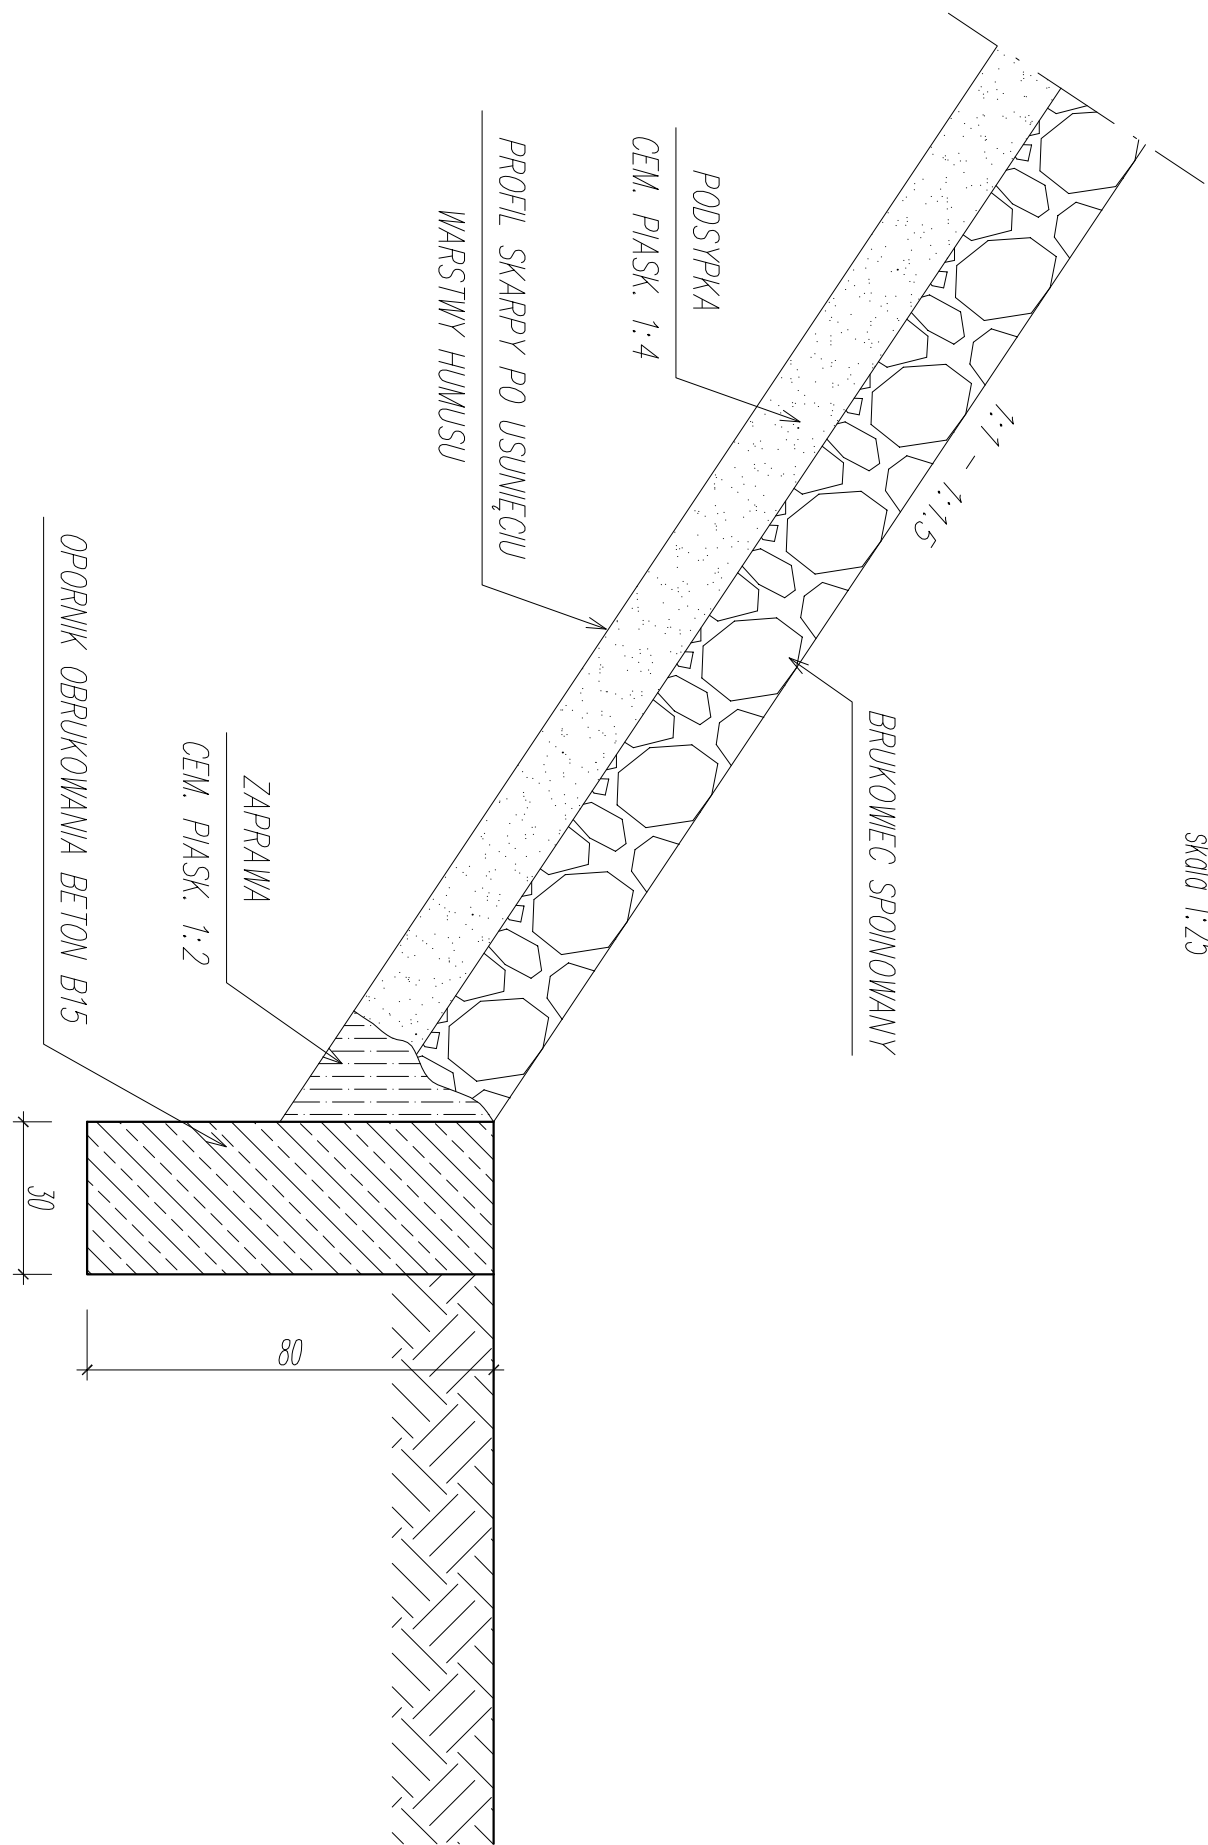 skala 1:25
1:1 - 1:1.5
BRUKOWIEC SPOINOWANY
PODSYPKA
CEM. PIASK. 1:4
PROFIL SKARPY PO USUNIĘCIU
WARSTWY HUMUSU
ZAPRAWA
CEM. PIASK. 1:2
OPORNIK OBRUKOWANIA BETON B15
80
30